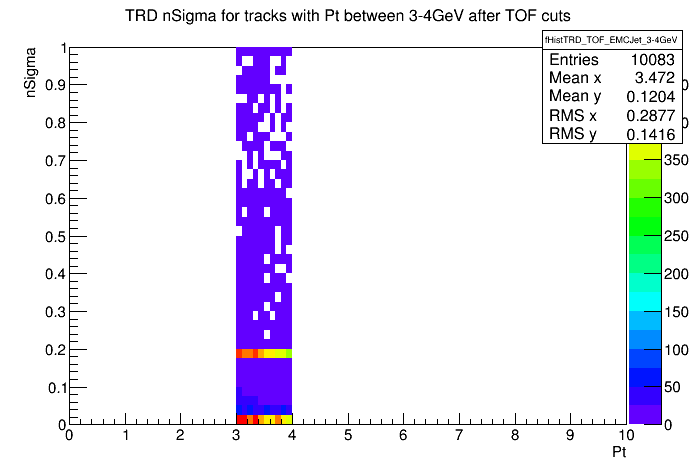 TRD nSigma for tracks with Pt between 3-4GeV after TOF cuts
fHistTRD_TOF_EMCJet_3-4GeV
Entries 10083
Mean x 3.472
Mean y 0.1204
RMS x 0.2877
RMS y 0.1416
nSigma
1
0.9
0.8
0.7
0.6
0.5
0.4
0.3
0.2
0.1
0
0 1 2 3 4 5 6 7 8 9 10
Pt
350
300
250
200
150
100
50
0